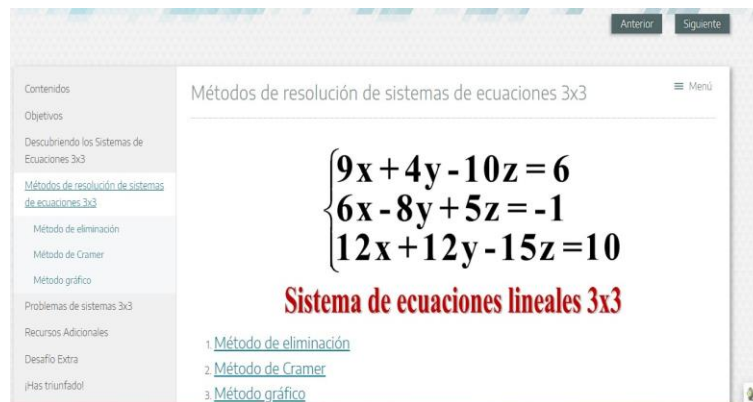 Anterior
Siguiente
Contenidos
Objetivos
Descubriendo los Sistemas de
Ecuaciones 3x3
Métodos de resolución de sistemas
de ecuaciones 3x3
Método de eliminación
Método de Cramer
Método gráfico
Problemas de sistemas 3x3
Recursos Adicionales
Desafío Extra
¡Has triunfado!
Métodos de resolución de sistemas de ecuaciones 3x3
Menú
9x+4y-10z=6
6x-8y+5z=-1
12x+12y-15z=10
Sistema de ecuaciones lineales 3x3
1. Método de eliminación
2. Método de Cramer
3. Método gráfico